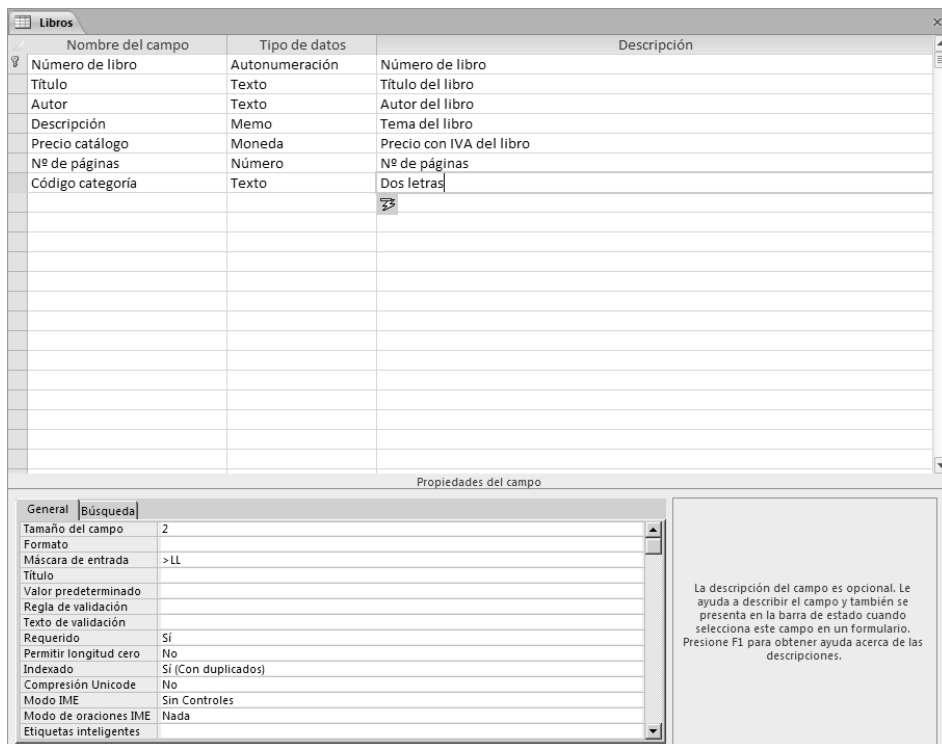 Libros
Nombre del campo Tipo de datos Descripción
Número de libro Autonumeración Número de libro
Título Texto Título del libro
Autor Texto Autor del libro
Descripción Memo Tema del libro
Precio catálogo Moneda Precio con IVA del libro
Nº de páginas Número Nº de páginas
Código categoría Texto Dos letras
Propiedades del campo
General Búsqueda
Tamaño del campo 2
Formato
Máscara de entrada >LL
Título
Valor predeterminado
Regla de validación
Texto de validación
Requerido Sí
Permitir longitud cero No
Indexado Sí (Con duplicados)
Compresión Unicode No
Modo IME Sin Controles
Modo de oraciones IME Nada
Etiquetas inteligentes
La descripción del campo es opcional. Le
ayuda a describir el campo y también se
presenta en la barra de estado cuando
selecciona este campo en un formulario.
Presione F1 para obtener ayuda acerca de las
descripciones.